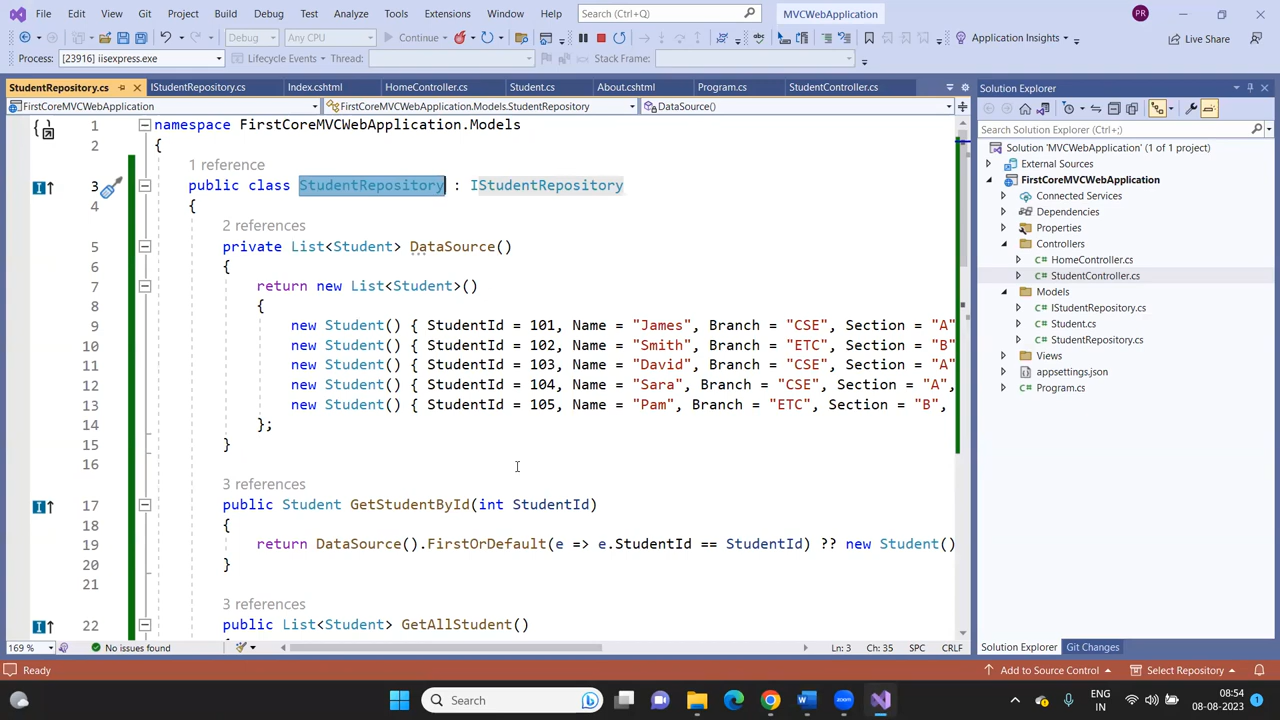 File Edit View Git Project Build Debug Test Analyze Tools Extensions Window Help Search (Ctrl+Q) MVCWebApplication PR
Debug Any CPU Continue Application Insights Live Share
Process: [23916] iisexpress.exe Lifecycle Events Thread: Stack Frame:
StudentRepository.cs IStudentRepository.cs Index.cshtml HomeController.cs Student.cs About.cshtml Program.cs StudentController.cs
FirstCoreMVCWebApplication FirstCoreMVCWebApplication.Models.StudentRepository DataSource()
1 namespace FirstCoreMVCWebApplication.Models
2 {
1 reference
3 public class StudentRepository : IStudentRepository
4 {
2 references
5 private List<Student> DataSource()
6 {
7 return new List<Student>()
8 {
9 new Student() { StudentId = 101, Name = "James", Branch = "CSE", Section = "A"
10 new Student() { StudentId = 102, Name = "Smith", Branch = "ETC", Section = "B"
11 new Student() { StudentId = 103, Name = "David", Branch = "CSE", Section = "A"
12 new Student() { StudentId = 104, Name = "Sara", Branch = "CSE", Section = "A",
13 new Student() { StudentId = 105, Name = "Pam", Branch = "ETC", Section = "B",
14 };
15 }
16
3 references
17 public Student GetStudentById(int StudentId)
18 {
19 return DataSource().FirstOrDefault(e => e.StudentId == StudentId) ?? new Student()
20 }
21
3 references
22 public List<Student> GetAllStudent()
169 % No issues found Ln: 3 Ch: 35 SPC CRLF
Solution Explorer
Search Solution Explorer (Ctrl+;)
Solution 'MVCWebApplication' (1 of 1 project)
External Sources
FirstCoreMVCWebApplication
Connected Services
Dependencies
Properties
Controllers
C# HomeController.cs
C# StudentController.cs
Models
C# IStudentRepository.cs
C# Student.cs
C# StudentRepository.cs
Views
appsettings.json
C# Program.cs
Solution Explorer Git Changes
Ready Add to Source Control Select Repository
Search ENG IN 08:54 08-08-2023